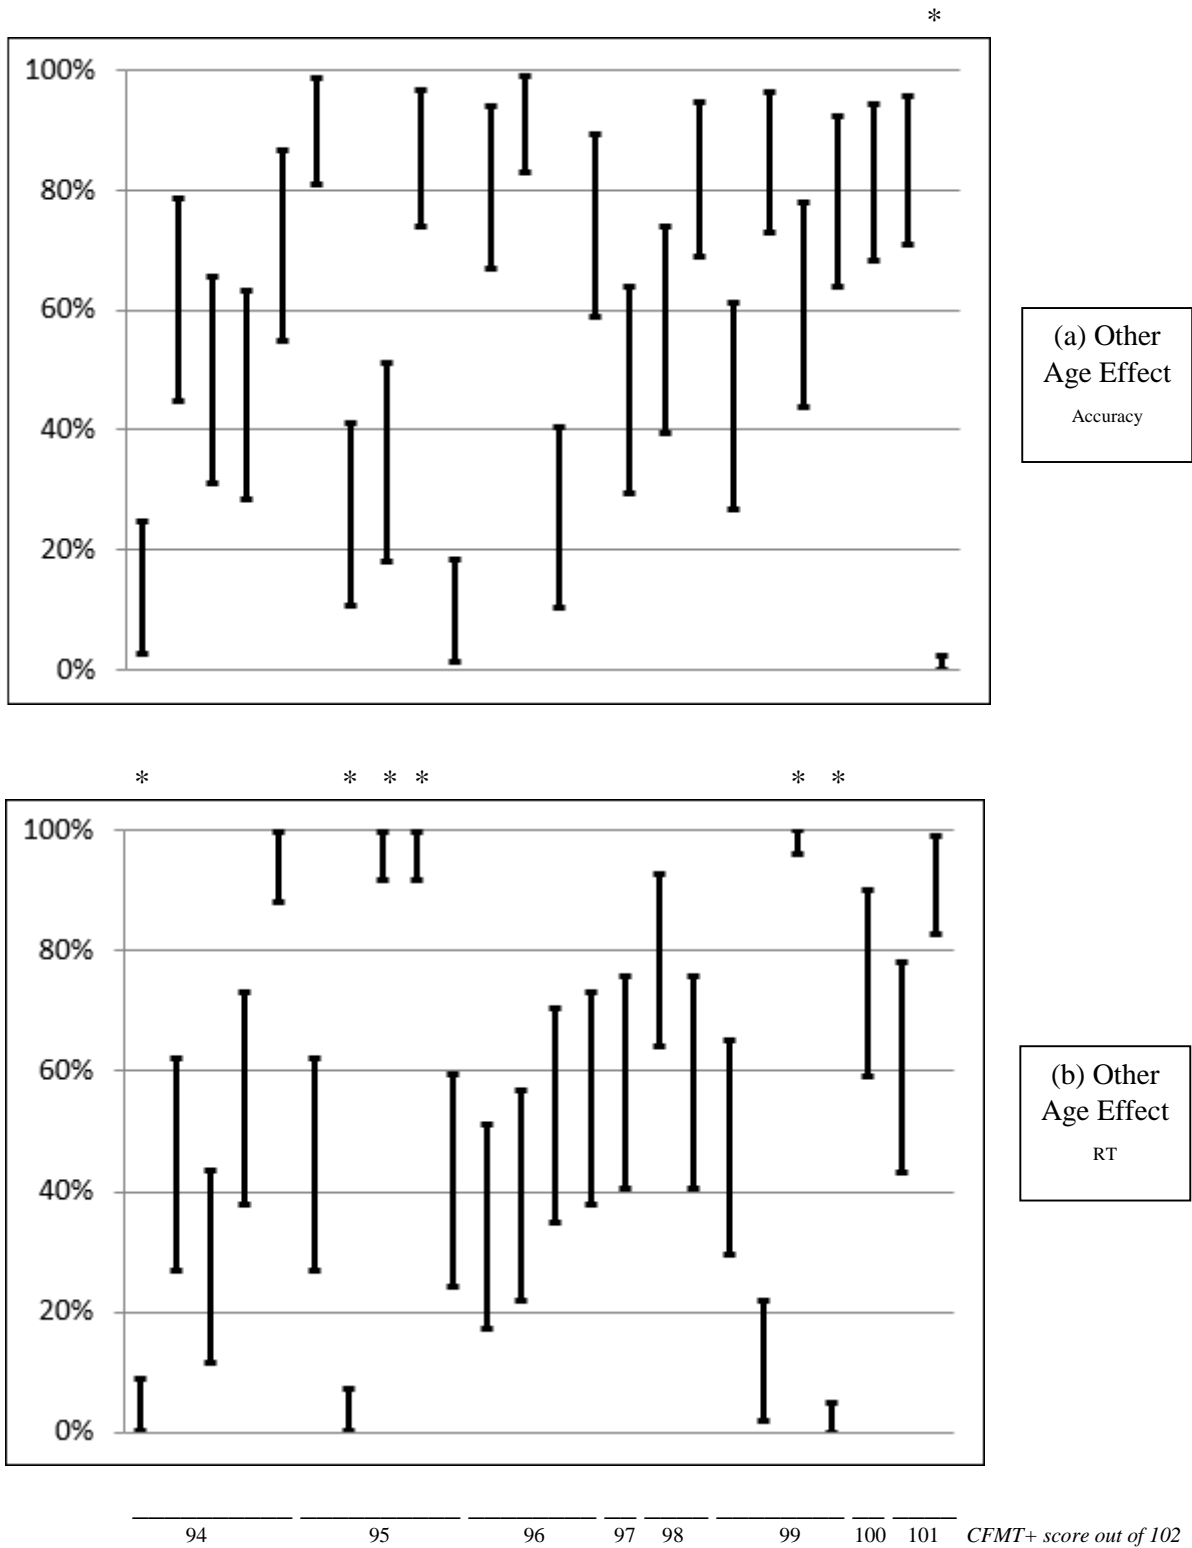 *
100%
80%
60%
40%
20%
0%
(a) Other
Age Effect
Accuracy
* * * * * *
100%
80%
60%
40%
20%
0%
(b) Other
Age Effect
RT
94 95 96 97 98 99 100 101 CFMT+ score out of 102